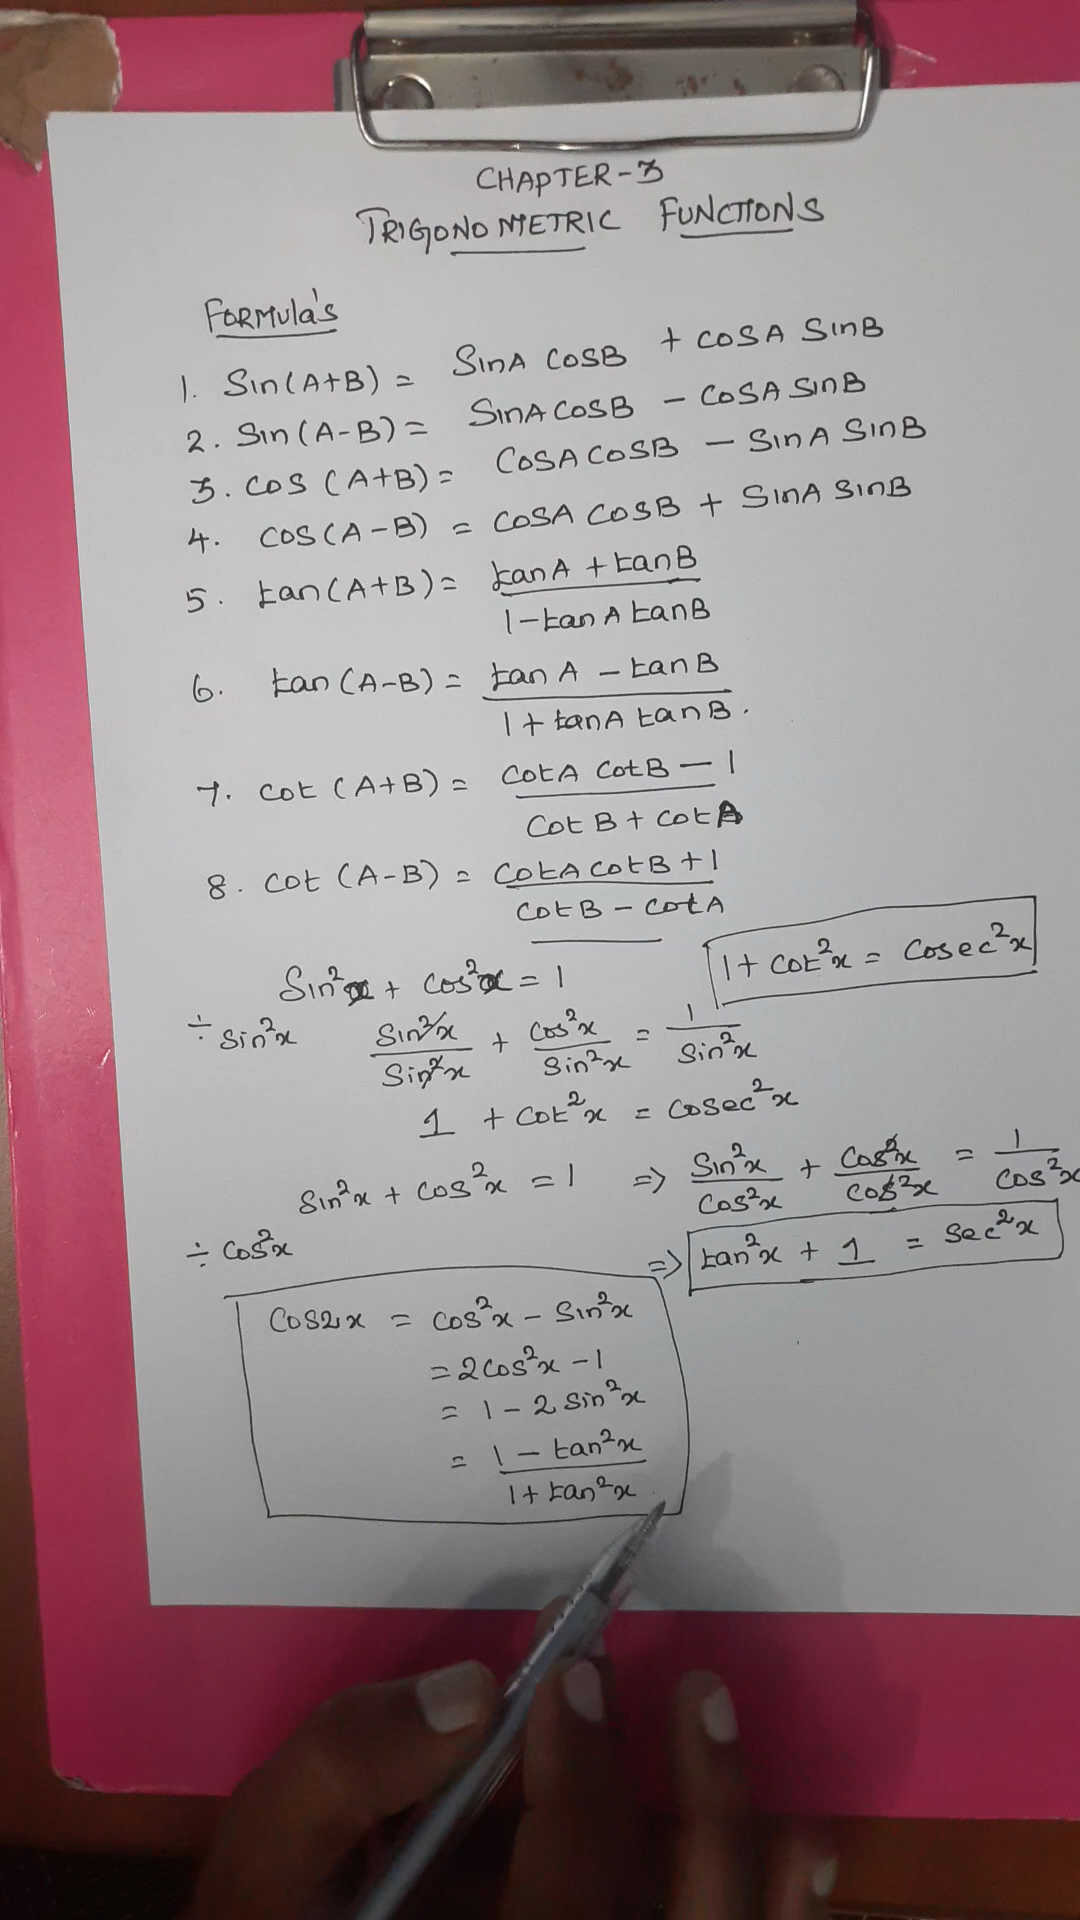 CHAPTER-3
TRIGONOMETRIC FUNCTIONS
FORMULA's
1. Sin(A+B) = SinA COSB + COSA SINB
2. Sin(A-B) = SINA COSB - COSA SINB
3. COS (A+B) = COSA COSB - SINA SINB
4. COS(A-B) = COSA COSB + SINA SINB
5. tan(A+B) = tanA + tanB
1-tanA tanB
6. tan(A-B) = tanA - tanB
1+ tanA tanB.
7. cot (A+B) = cotA cotB - 1
cotB + cotA
8. cot (A-B) = cotA cotB + 1
cotB - cotA
Sin²x + cos²x = 1
1+ cot²x = cosec²x
÷ sin²x sin²x/sin²x + cos²x/sin²x = 1/sin²x
1 + cot²x = cosec²x
sin²x + cos²x = 1 => sin²x/cos²x + cos²x/cos²x = 1/cos²x
÷ cos²x
=> tan²x + 1 = sec²x
COS2x = cos²x - sin²x
= 2cos²x - 1
= 1 - 2 sin²x
= 1 - tan²x
1+ tan²x